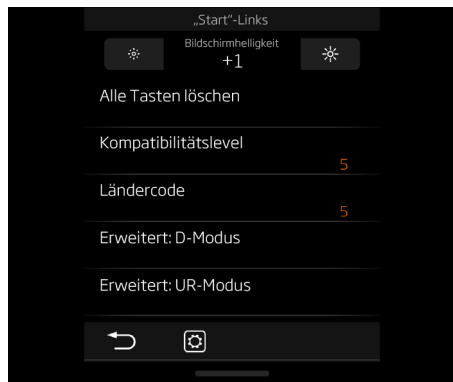 „Start“-Links
Bildschirmhelligkeit
+1
Alle Tasten löschen
Kompatibilitätslevel
5
Ländercode
5
Erweitert: D-Modus
Erweitert: UR-Modus